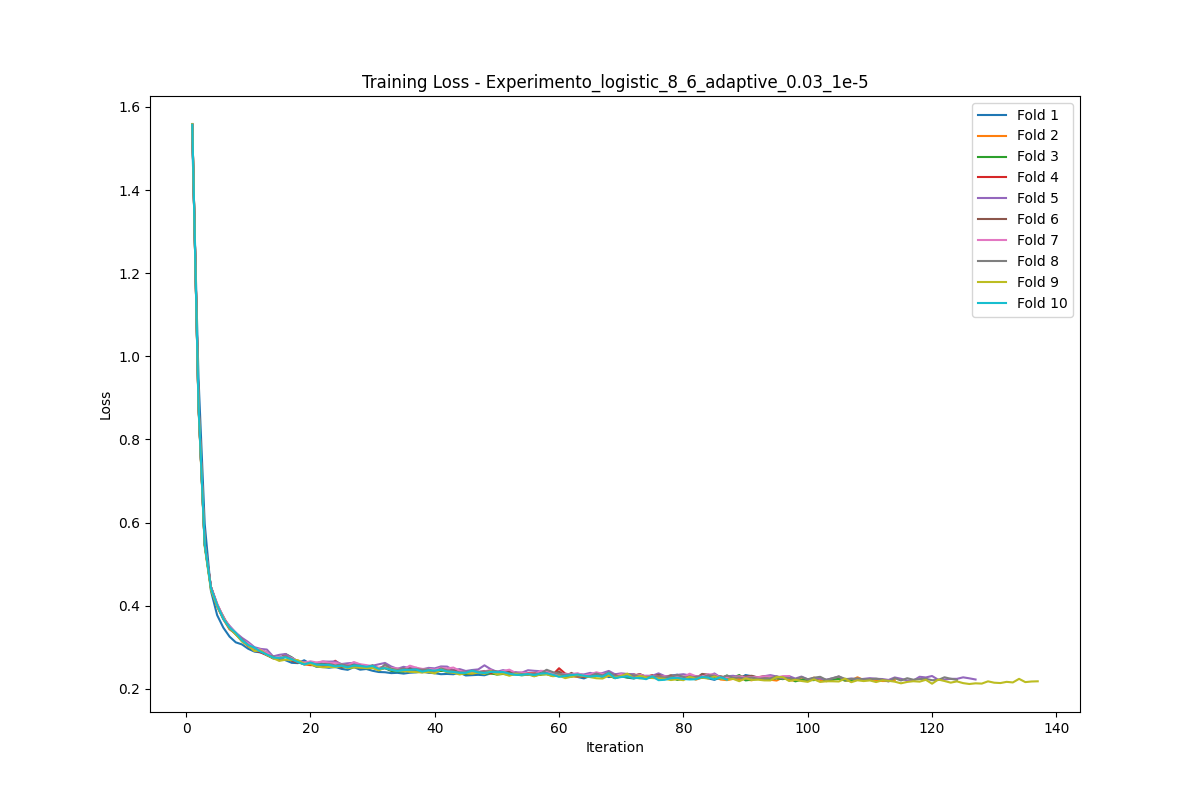 Training Loss - Experimento_logistic_8_6_adaptive_0.03_1e-5
1.6
1.4
1.2
1.0
0.8
0.6
0.4
0.2
Loss
0 20 40 60 80 100 120 140
Iteration
Fold 1
Fold 2
Fold 3
Fold 4
Fold 5
Fold 6
Fold 7
Fold 8
Fold 9
Fold 10